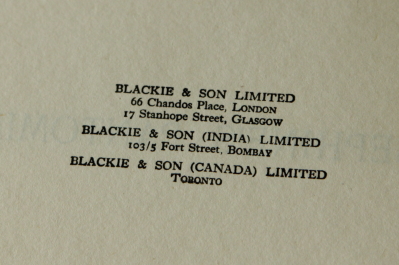 BLACKIE & SON LIMITED
66 Chandos Place, LONDON
17 Stanhope Street, GLASGOW
BLACKIE & SON (INDIA) LIMITED
103/5 Fort Street, BOMBAY
BLACKIE & SON (CANADA) LIMITED
TORONTO